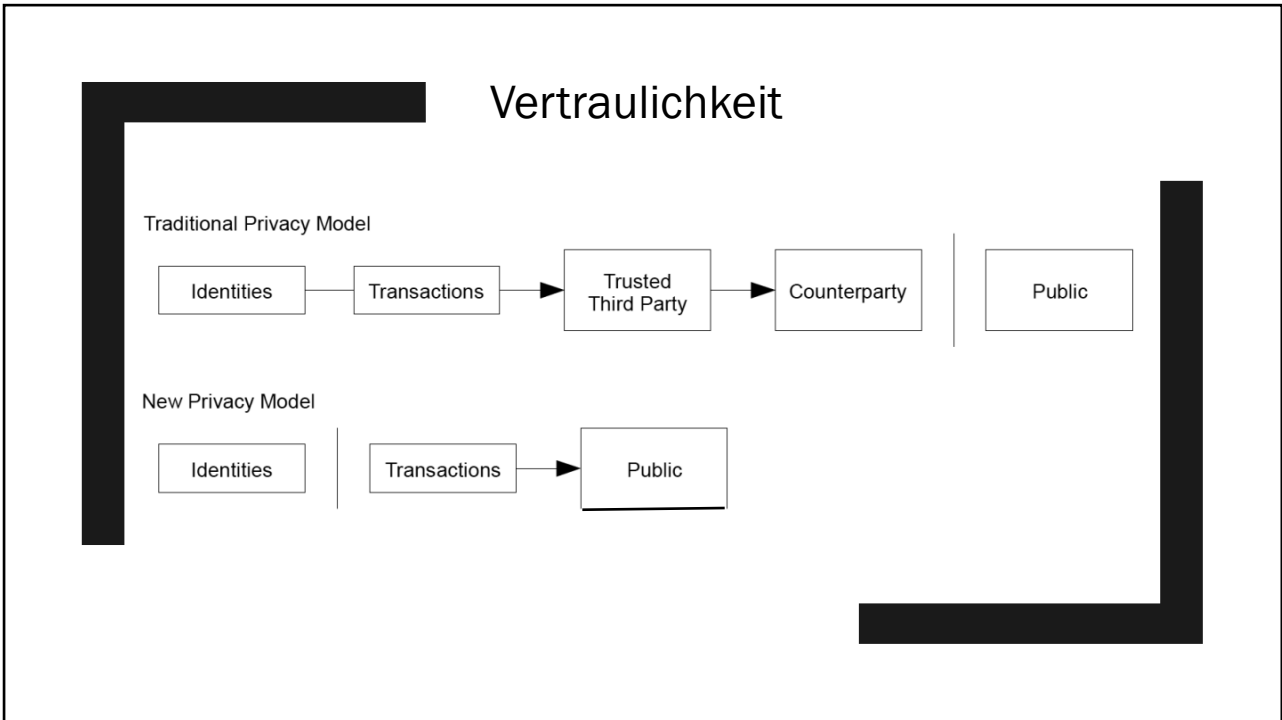 Vertraulichkeit
Traditional Privacy Model
Identities
Transactions
Trusted
Third Party
Counterparty
Public
New Privacy Model
Identities
Transactions
Public